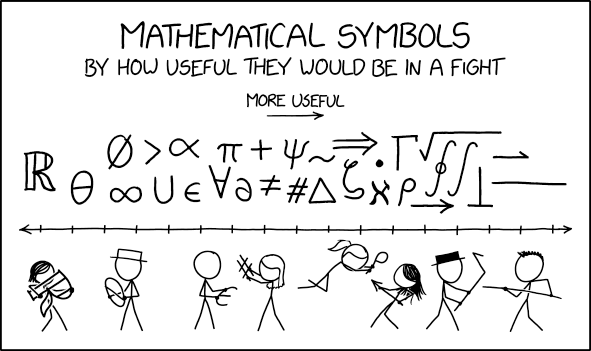 MATHEMATICAL SYMBOLS
BY HOW USEFUL THEY WOULD BE IN A FIGHT
MORE USEFUL
→
ℝ ∅ > ∝ π + ψ ~ ⇒ · Γ √ ∮ ∬ ⇀
θ ∞ ∪ ∈ ∀ ∂ ≠ # Δ ζ ρ → ⊥